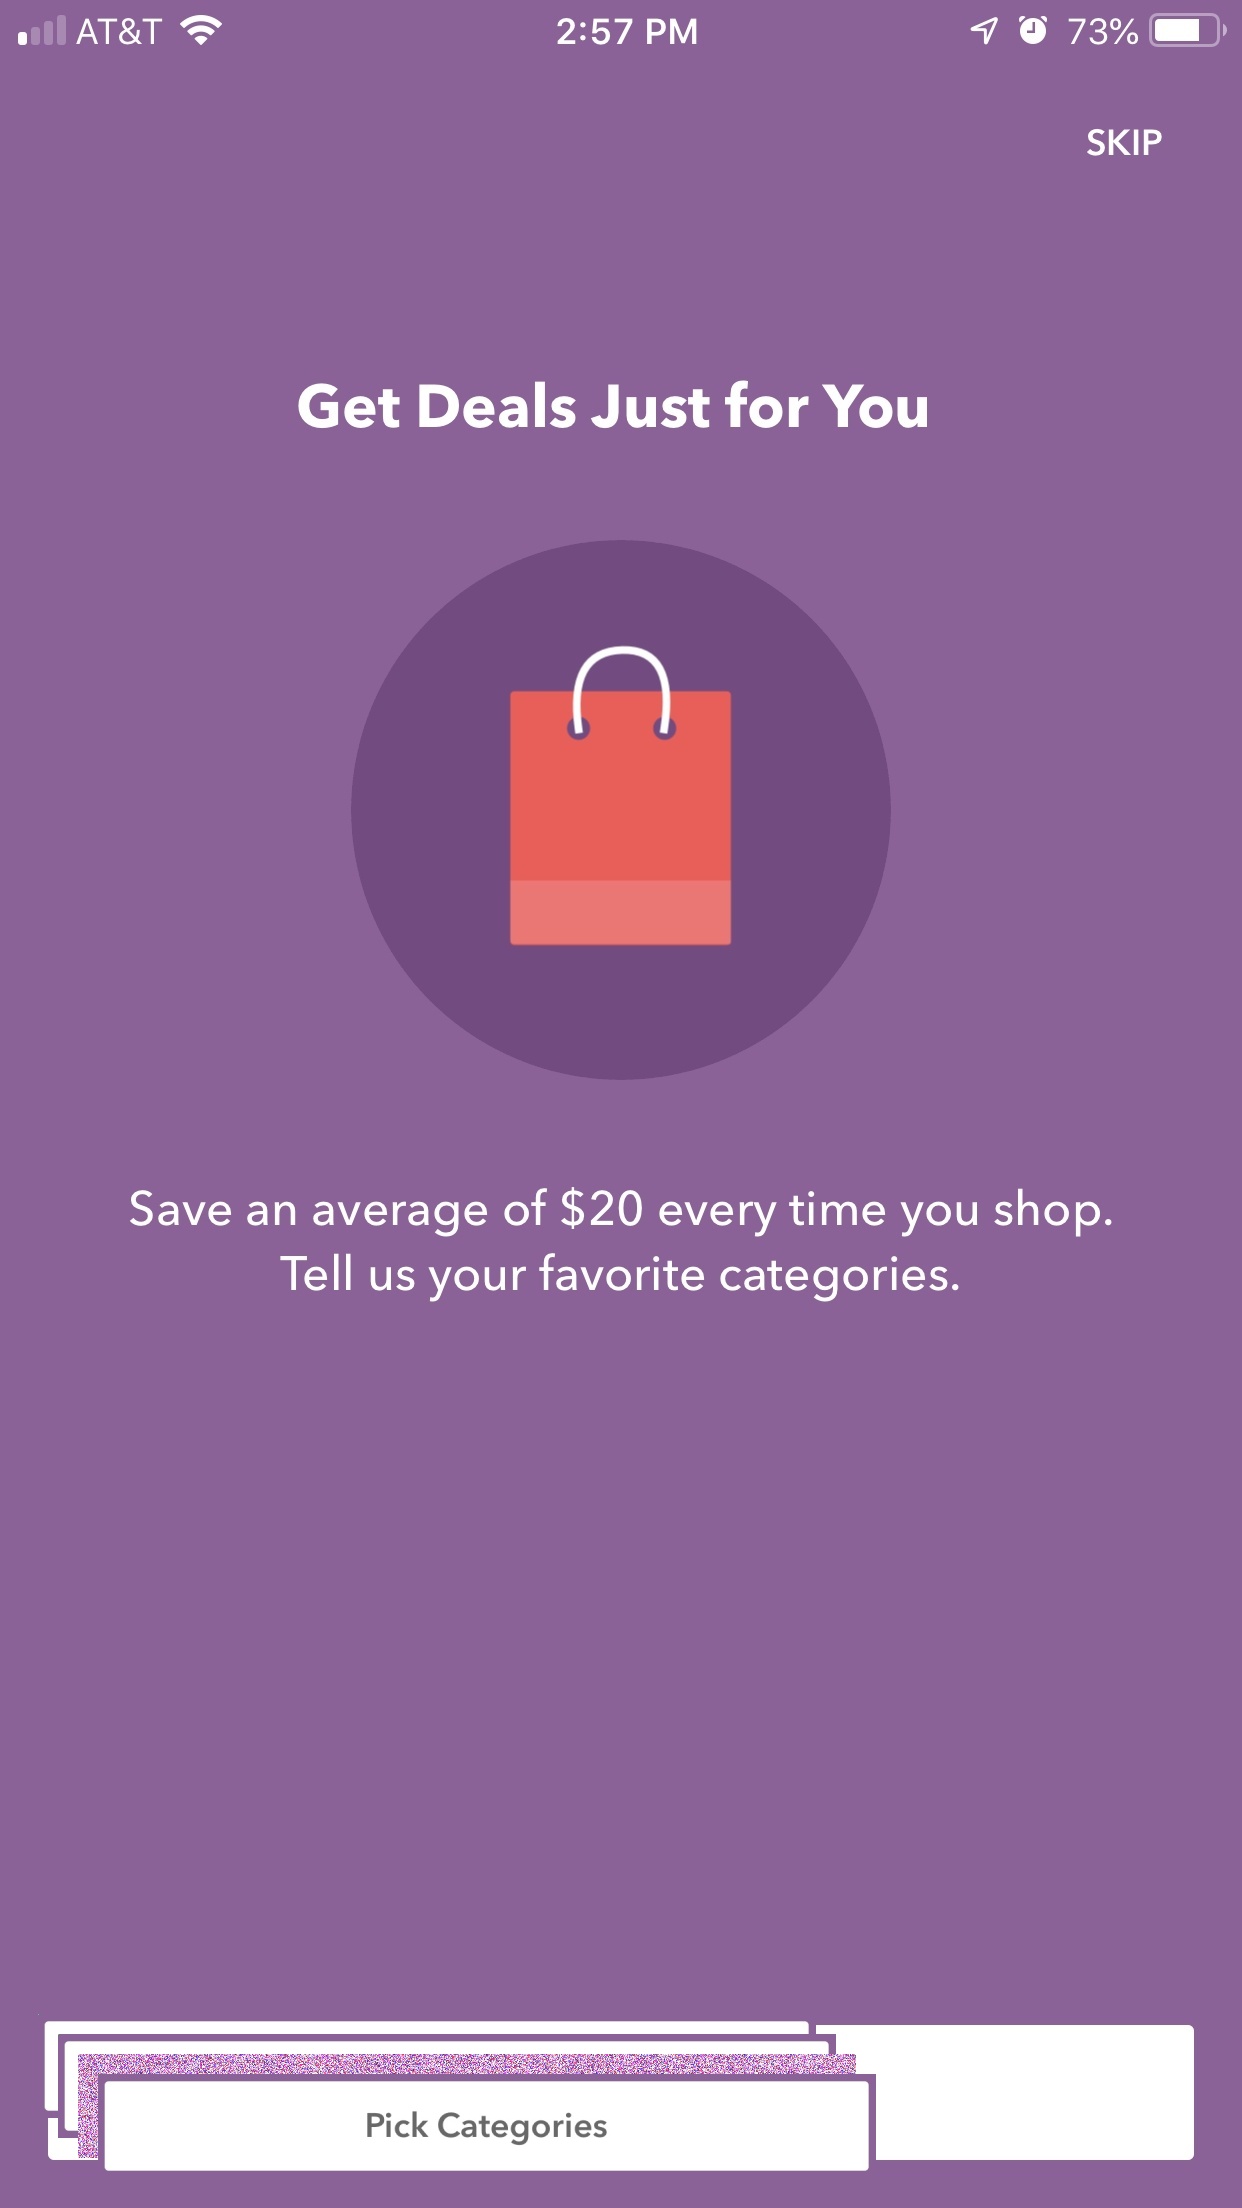 AT&T 2:57 PM 73%
SKIP
Get Deals Just for You
Save an average of $20 every time you shop.
Tell us your favorite categories.
Pick Categories